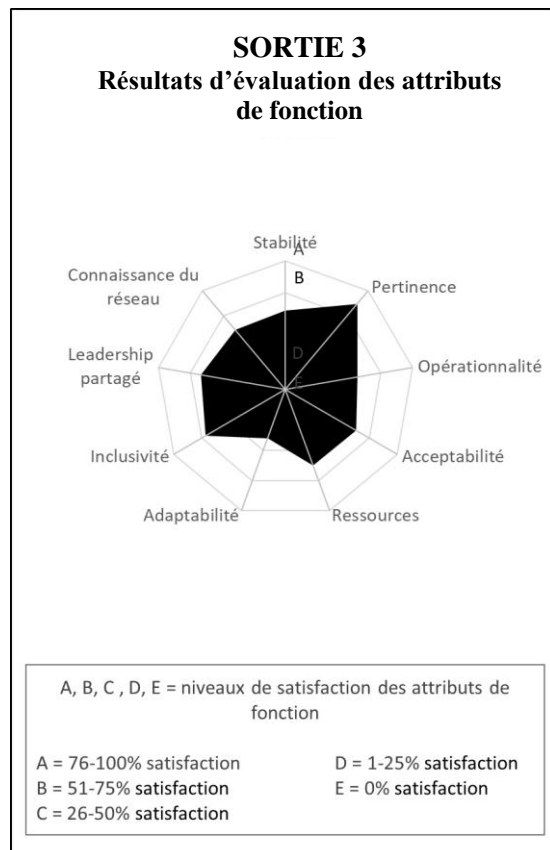 SORTIE 3
Résultats d’évaluation des attributs
de fonction
Stabilité
A
B
D
E
Pertinence
Opérationnalité
Acceptabilité
Ressources
Adaptabilité
Inclusivité
Leadership
partagé
Connaissance du
réseau
A, B, C , D, E = niveaux de satisfaction des attributs de
fonction
A = 76-100% satisfaction
B = 51-75% satisfaction
C = 26-50% satisfaction
D = 1-25% satisfaction
E = 0% satisfaction